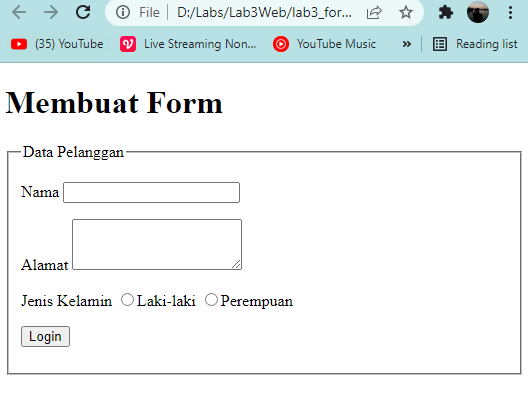 File D:/Labs/Lab3Web/lab3_for...
(35) YouTube Live Streaming Non... YouTube Music » Reading list
Membuat Form
Data Pelanggan
Nama
Alamat
Jenis Kelamin Laki-laki Perempuan
Login